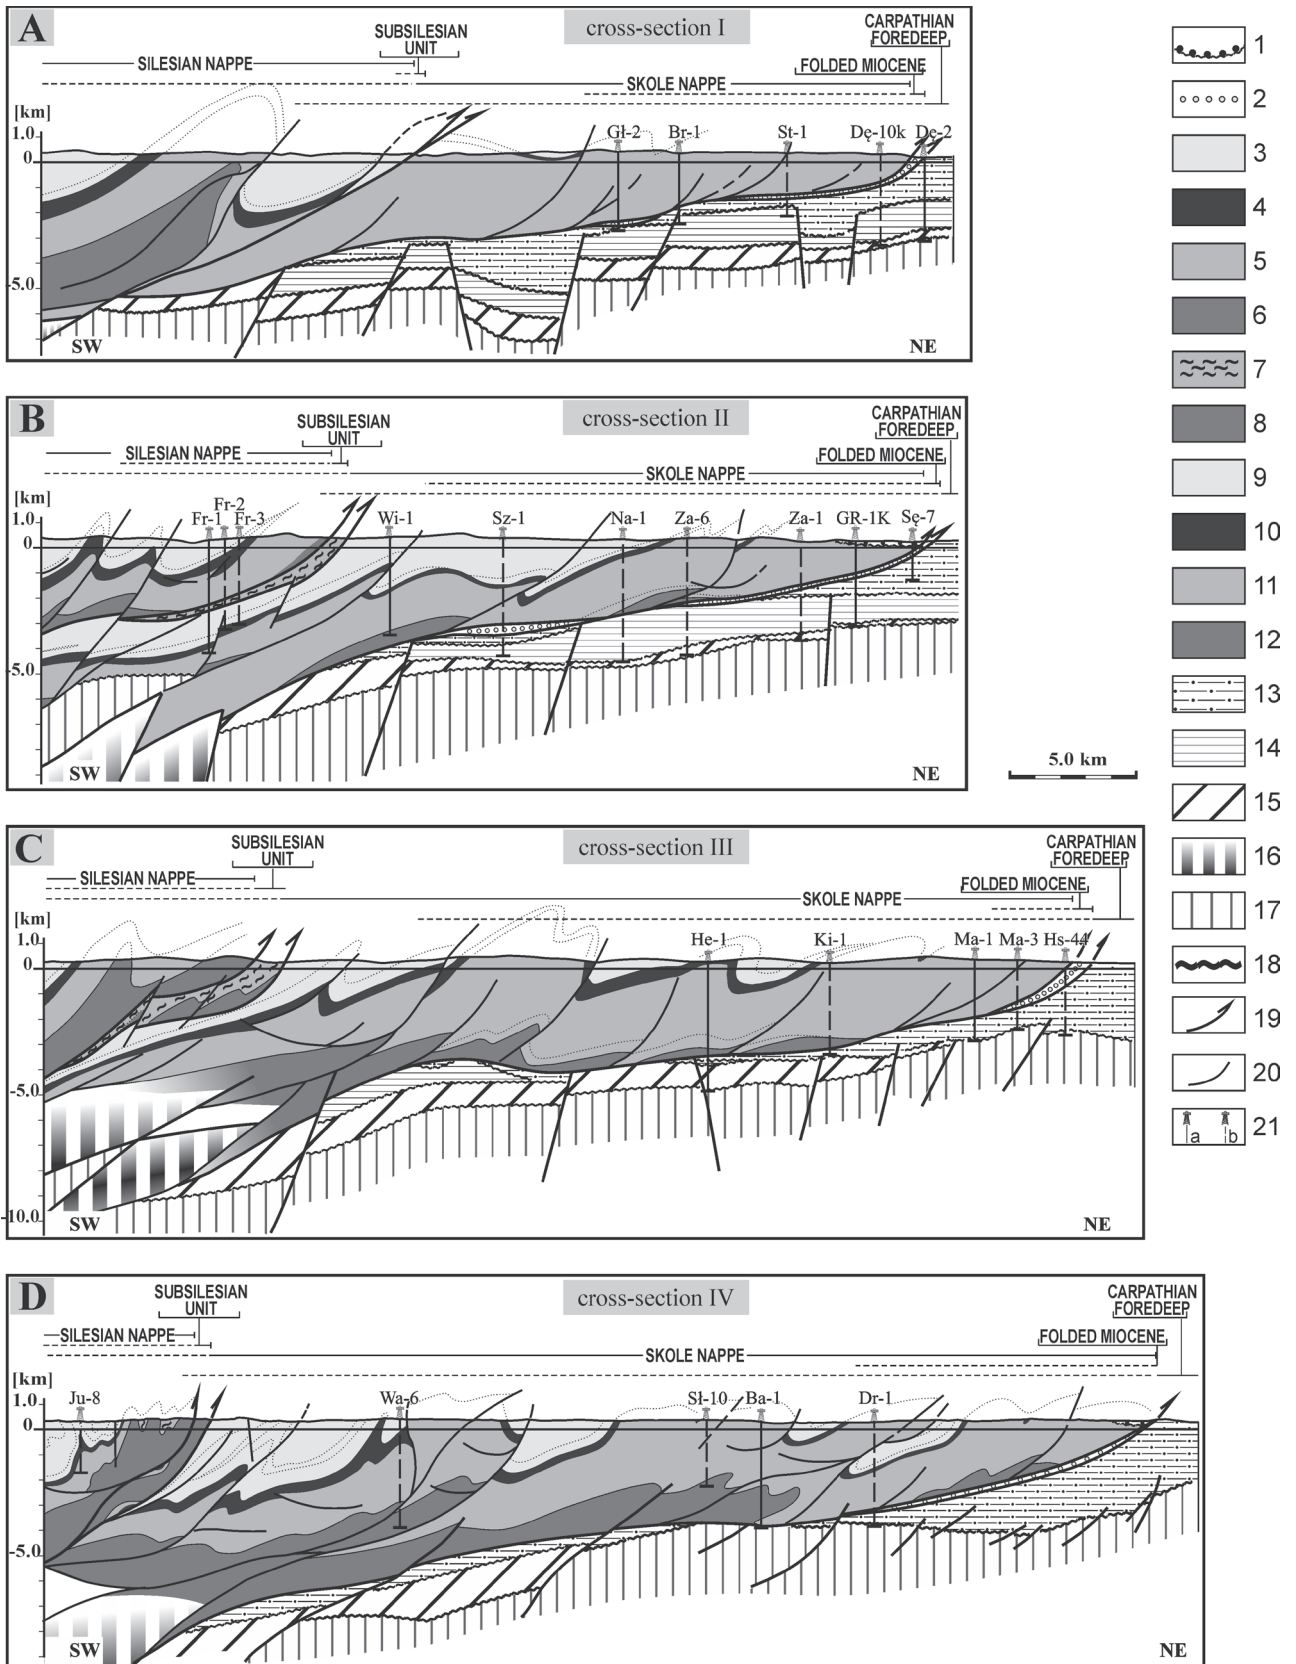 A
cross-section I
CARPATHIAN
FOREDEEP
SUBSILESIAN
UNIT
SILESIAN NAPPE
FOLDED MIOCENE
SKOLE NAPPE
[km]
1.0
0
-5.0
Gł-2
Br-1
St-1
Dę-10k
Dę-2
SW
NE
B
cross-section II
CARPATHIAN
FOREDEEP
SUBSILESIAN
UNIT
SILESIAN NAPPE
FOLDED MIOCENE
SKOLE NAPPE
[km]
1.0
0
-5.0
Fr-1
Fr-2
Fr-3
Wi-1
Sz-1
Na-1
Za-6
Za-1
GR-1K
Sę-7
SW
NE
5.0 km
C
cross-section III
SUBSILESIAN
UNIT
CARPATHIAN
FOREDEEP
SILESIAN NAPPE
FOLDED MIOCENE
SKOLE NAPPE
[km]
1.0
0
-5.0
-10.0
He-1
Ki-1
Ma-1
Ma-3
Hs-44
SW
NE
D
cross-section IV
SUBSILESIAN
UNIT
CARPATHIAN
FOREDEEP
SILESIAN NAPPE
FOLDED MIOCENE
SKOLE NAPPE
[km]
1.0
0
-5.0
Ju-8
Wa-6
Sł-10
Ba-1
Dr-1
SW
NE
1
2
3
4
5
6
7
8
9
10
11
12
13
14
15
16
17
18
19
20
a
b
21